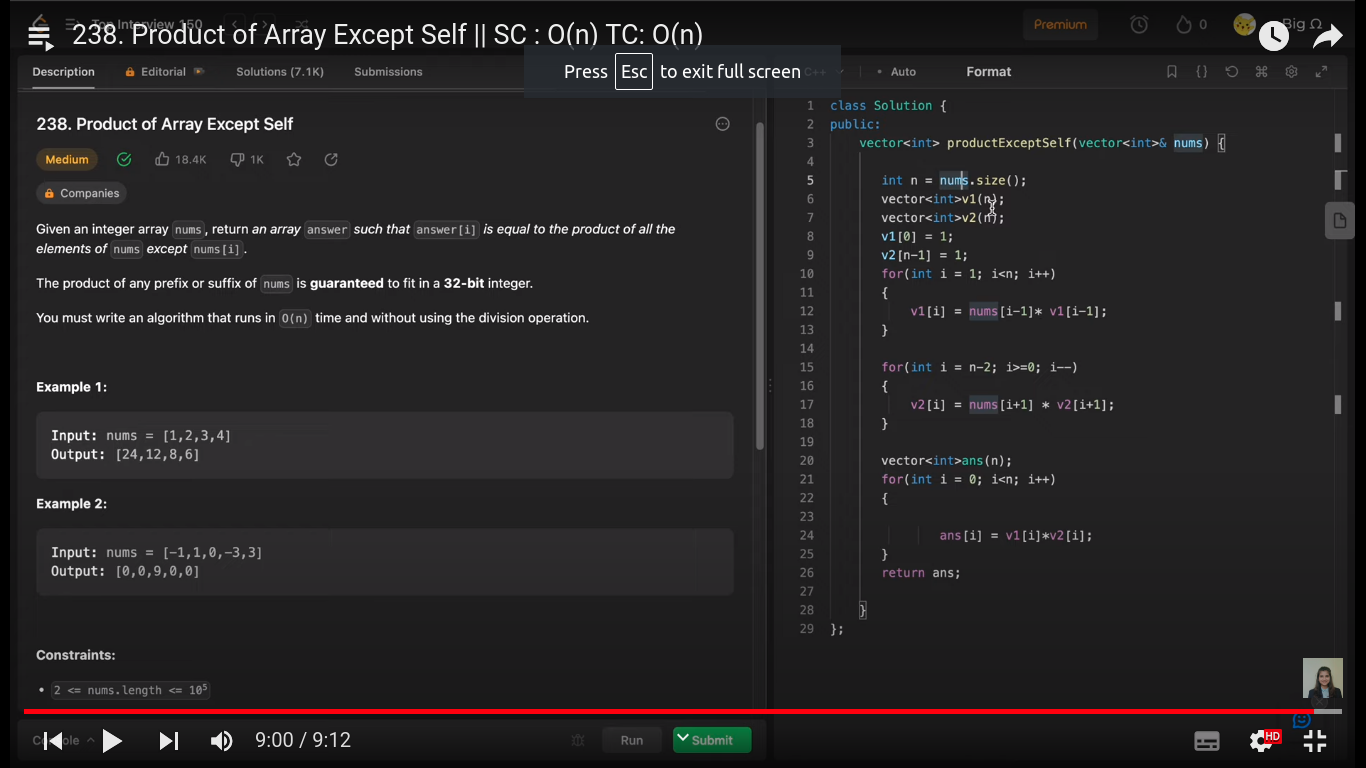 Top Interview 150
Premium
0
Big Ω
238. Product of Array Except Self || SC : O(n) TC: O(n)
Press Esc to exit full screen
Description
Editorial
Solutions (7.1K)
Submissions
C++
Auto
Format
238. Product of Array Except Self
Medium
18.4K
1K
Companies
Given an integer array nums, return an array answer such that answer[i] is equal to the product of all the
elements of nums except nums[i].
The product of any prefix or suffix of nums is guaranteed to fit in a 32-bit integer.
You must write an algorithm that runs in O(n) time and without using the division operation.
Example 1:
Input: nums = [1,2,3,4]
Output: [24,12,8,6]
Example 2:
Input: nums = [-1,1,0,-3,3]
Output: [0,0,9,0,0]
Constraints:
• 2 <= nums.length <= 10⁵
1 class Solution {
2 public:
3 vector<int> productExceptSelf(vector<int>& nums) {
4
5 int n = nums.size();
6 vector<int>v1(n);
7 vector<int>v2(n);
8 v1[0] = 1;
9 v2[n-1] = 1;
10 for(int i = 1; i<n; i++)
11 {
12 v1[i] = nums[i-1]* v1[i-1];
13 }
14
15 for(int i = n-2; i>=0; i--)
16 {
17 v2[i] = nums[i+1] * v2[i+1];
18 }
19
20 vector<int>ans(n);
21 for(int i = 0; i<n; i++)
22 {
23
24 ans[i] = v1[i]*v2[i];
25 }
26 return ans;
27
28 }
29 };
Console
Run
Submit
9:00 / 9:12
HD